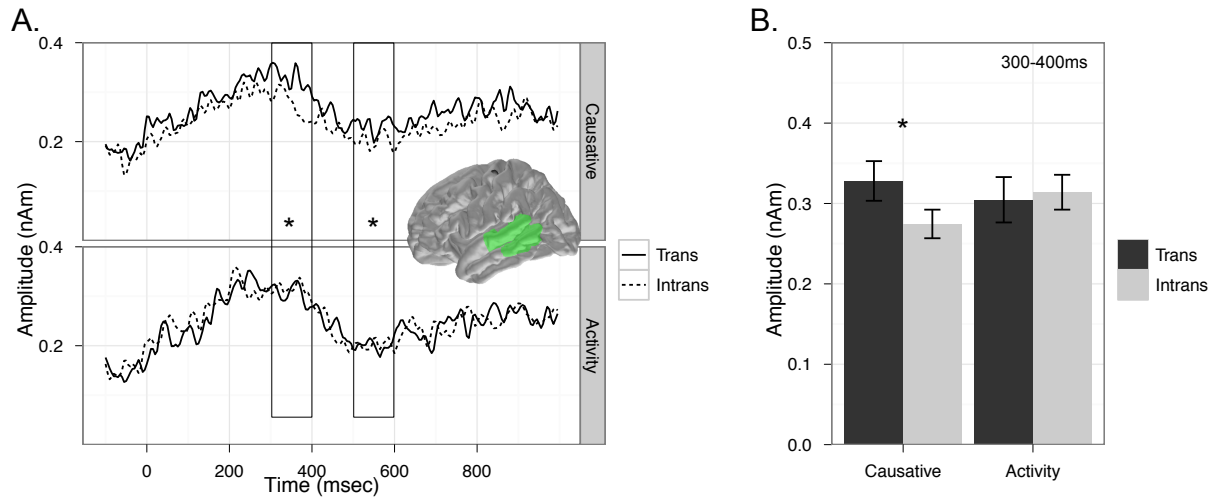 A.
0.4
0.2
Causative
*
*
0.4
0.2
Activity
Amplitude (nAm)
Amplitude (nAm)
0
200
400
600
800
Time (msec)
Trans
Intrans
B.
0.5
0.4
0.3
0.2
0.1
0.0
Amplitude (nAm)
300-400ms
*
Causative
Activity
Trans
Intrans